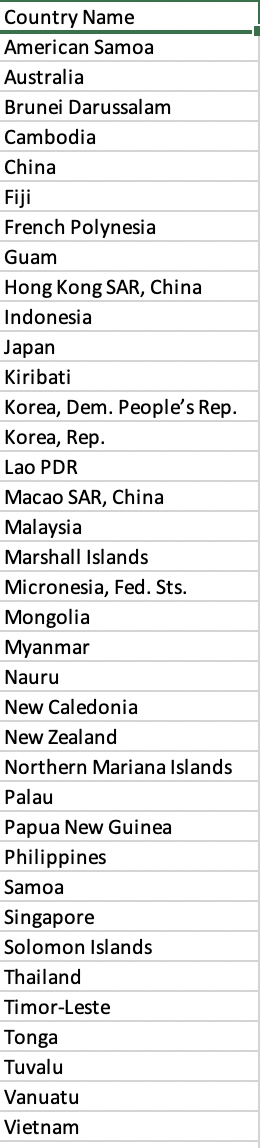 Country Name
American Samoa
Australia
Brunei Darussalam
Cambodia
China
Fiji
French Polynesia
Guam
Hong Kong SAR, China
Indonesia
Japan
Kiribati
Korea, Dem. People’s Rep.
Korea, Rep.
Lao PDR
Macao SAR, China
Malaysia
Marshall Islands
Micronesia, Fed. Sts.
Mongolia
Myanmar
Nauru
New Caledonia
New Zealand
Northern Mariana Islands
Palau
Papua New Guinea
Philippines
Samoa
Singapore
Solomon Islands
Thailand
Timor-Leste
Tonga
Tuvalu
Vanuatu
Vietnam